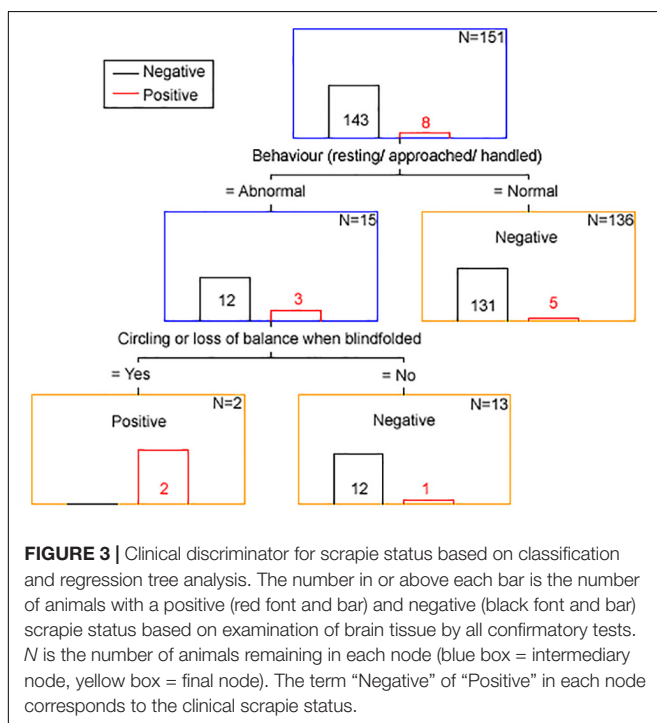 N=151
Negative
Positive
143
8
Behaviour (resting/ approached/ handled)
= Abnormal
= Normal
N=15
N=136
Negative
12
3
131
5
Circling or loss of balance when blindfolded
= Yes
= No
N=2
N=13
Positive
Negative
2
12
1
FIGURE 3 | Clinical discriminator for scrapie status based on classification
and regression tree analysis. The number in or above each bar is the number
of animals with a positive (red font and bar) and negative (black font and bar)
scrapie status based on examination of brain tissue by all confirmatory tests.
N is the number of animals remaining in each node (blue box = intermediary
node, yellow box = final node). The term “Negative” of “Positive” in each node
corresponds to the clinical scrapie status.